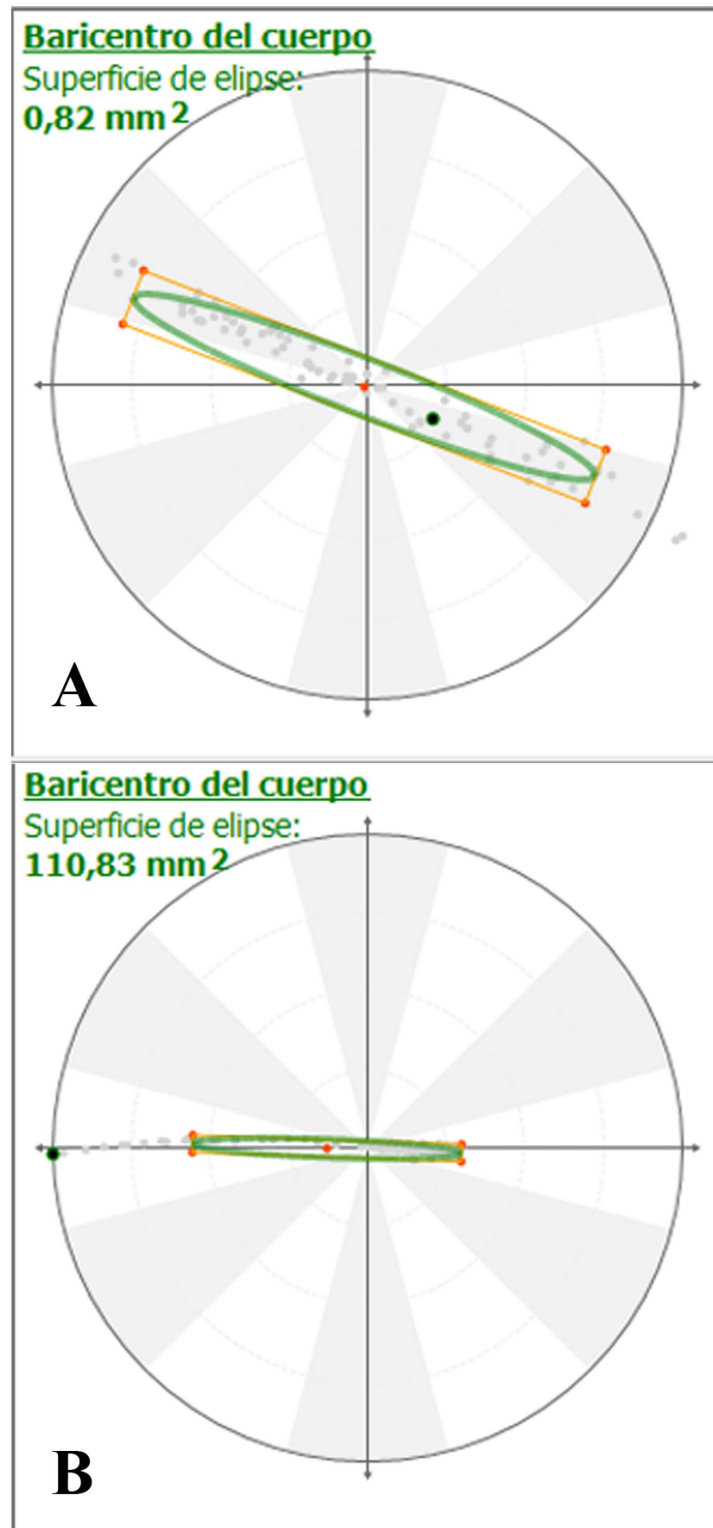 Baricentro del cuerpo
Superficie de elipse:
0,82 mm²
A
Baricentro del cuerpo
Superficie de elipse:
110,83 mm²
B